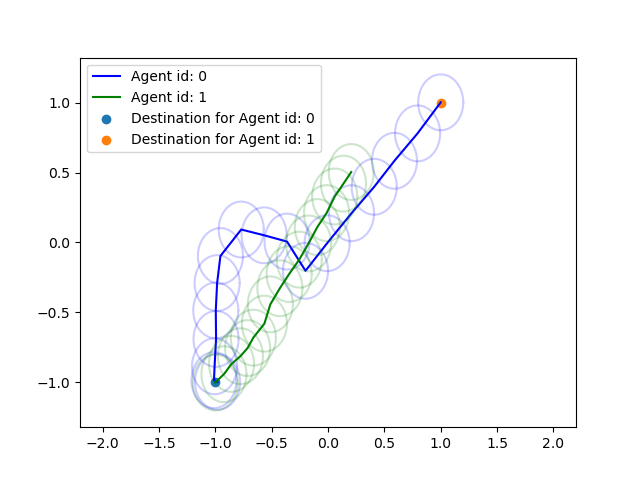 Agent id: 0
Agent id: 1
Destination for Agent id: 0
Destination for Agent id: 1
1.0
0.5
0.0
−0.5
−1.0
−2.0 −1.5 −1.0 −0.5 0.0 0.5 1.0 1.5 2.0